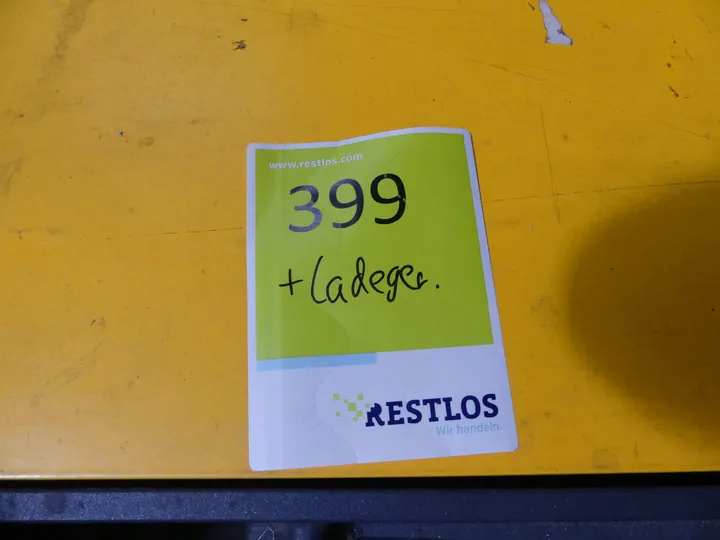 www.restlos.com
399
+ Ladeger.
RESTLOS
Wir handeln.